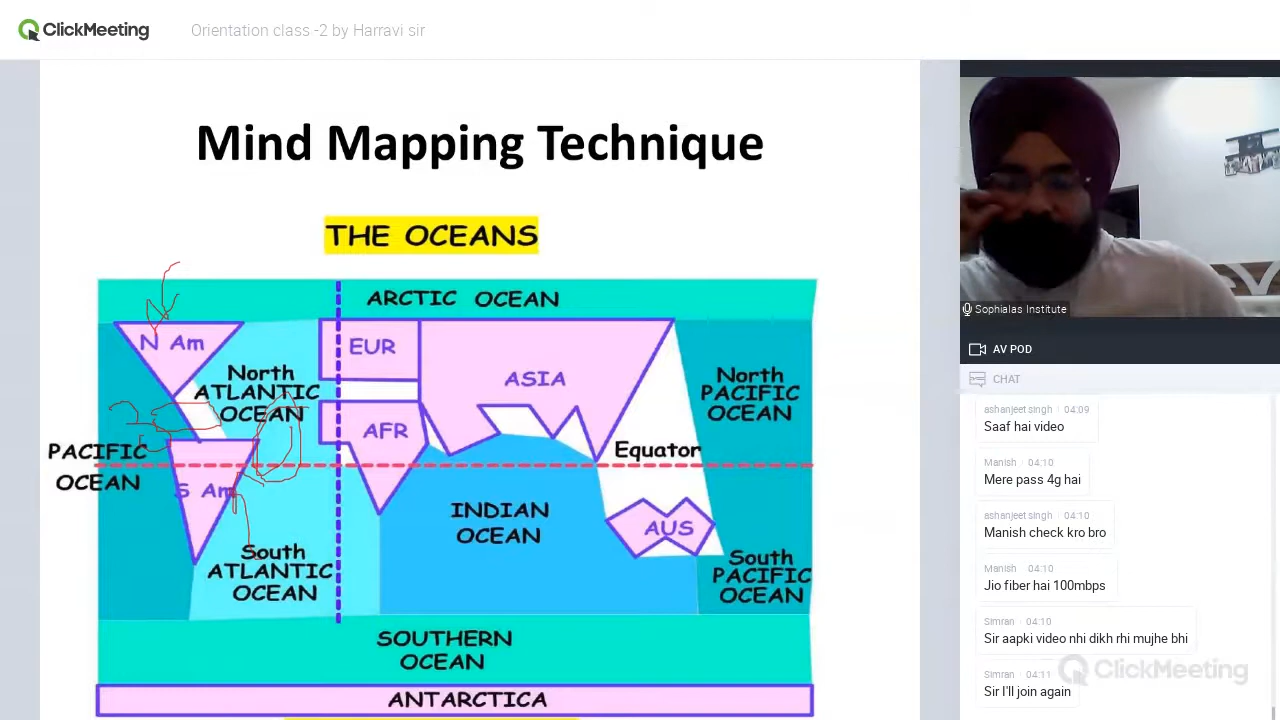 ClickMeeting
Orientation class -2 by Harravi sir
Mind Mapping Technique
THE OCEANS
ARCTIC OCEAN
N Am
EUR
ASIA
North
ATLANTIC
OCEAN
North
PACIFIC
OCEAN
AFR
PACIFIC
OCEAN
Equator
S Am
INDIAN
OCEAN
AUS
South
ATLANTIC
OCEAN
South
PACIFIC
OCEAN
SOUTHERN
OCEAN
ANTARCTICA
Sophialas Institute
AV POD
CHAT
ashanjeet singh 04:09
Saaf hai video
Manish 04:10
Mere pass 4g hai
ashanjeet singh 04:10
Manish check kro bro
Manish 04:10
Jio fiber hai 100mbps
Simran 04:10
Sir aapki video nhi dikh rhi mujhe bhi
Simran 04:11
Sir I'll join again
ClickMeeting